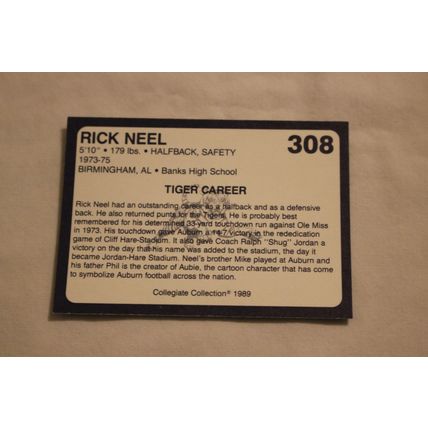 RICK NEEL
308
5'10" • 179 lbs. • HALFBACK, SAFETY
1973-75
BIRMINGHAM, AL • Banks High School
TIGER CAREER
Rick Neel had an outstanding career as a halfback and as a defensive
back. He also returned punts for the Tigers. He is probably best
remembered for his determined 33-yard touchdown run against Ole Miss
in 1973. His touchdown gave Auburn a 14-7 victory in the rededication
game of Cliff Hare-Stadium. It also gave Coach Ralph "Shug" Jordan a
victory on the day that his name was added to the stadium, the day it
became Jordan-Hare Stadium. Neel's brother Mike played at Auburn and
his father Phil is the creator of Aubie, the cartoon character that has come
to symbolize Auburn football across the nation.
Collegiate Collection® 1989